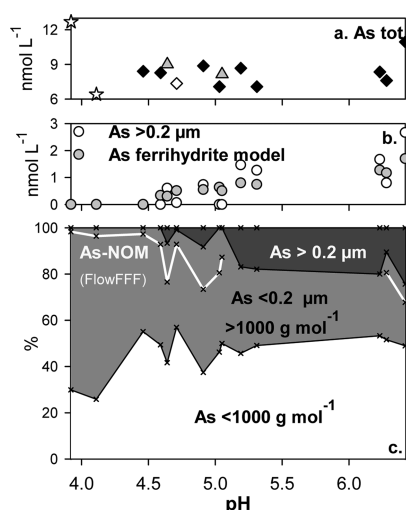 a. As tot
12
9
6
nmol L⁻¹
b.
3
2
1
0
nmol L⁻¹
As >0.2 µm
As ferrihydrite model
100
80
60
40
20
0
%
As-NOM
(FlowFFF)
As > 0.2 µm
As <0.2 µm
>1000 g mol⁻¹
As <1000 g mol⁻¹
c.
4.0 4.5 5.0 5.5 6.0
pH